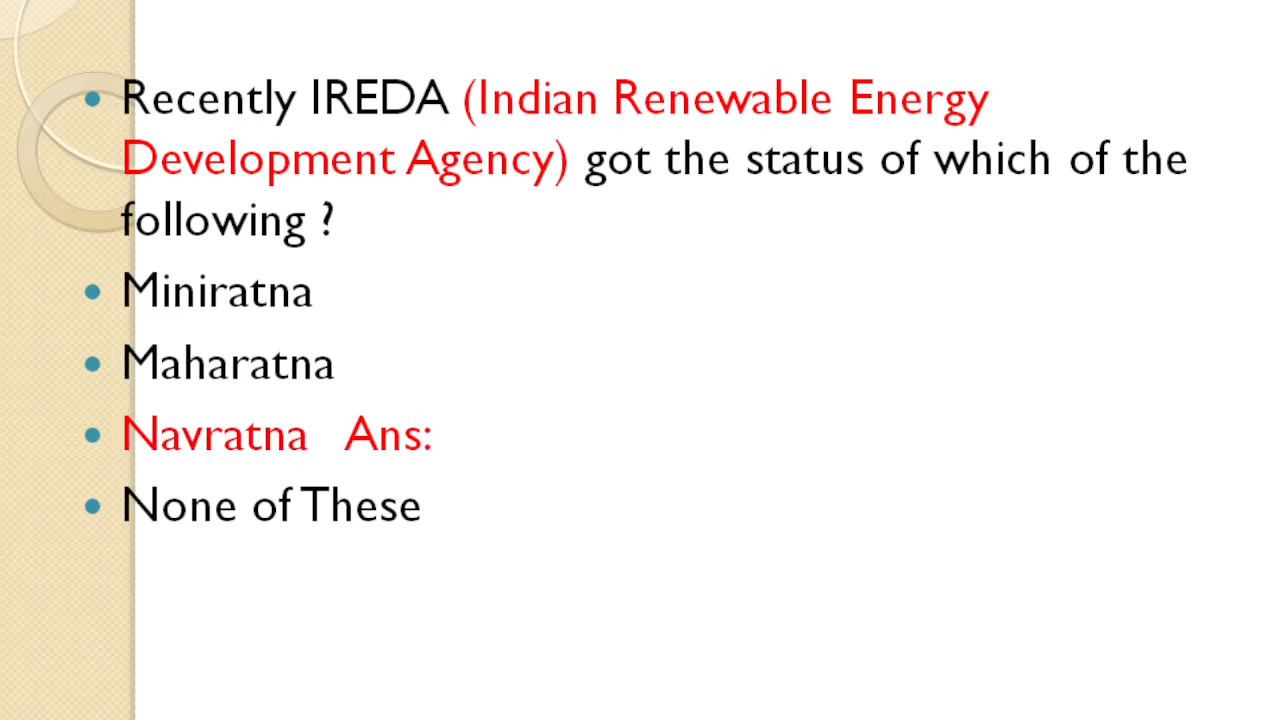 Recently IREDA (Indian Renewable Energy
Development Agency) got the status of which of the
following ?
Miniratna
Maharatna
Navratna Ans:
None of These